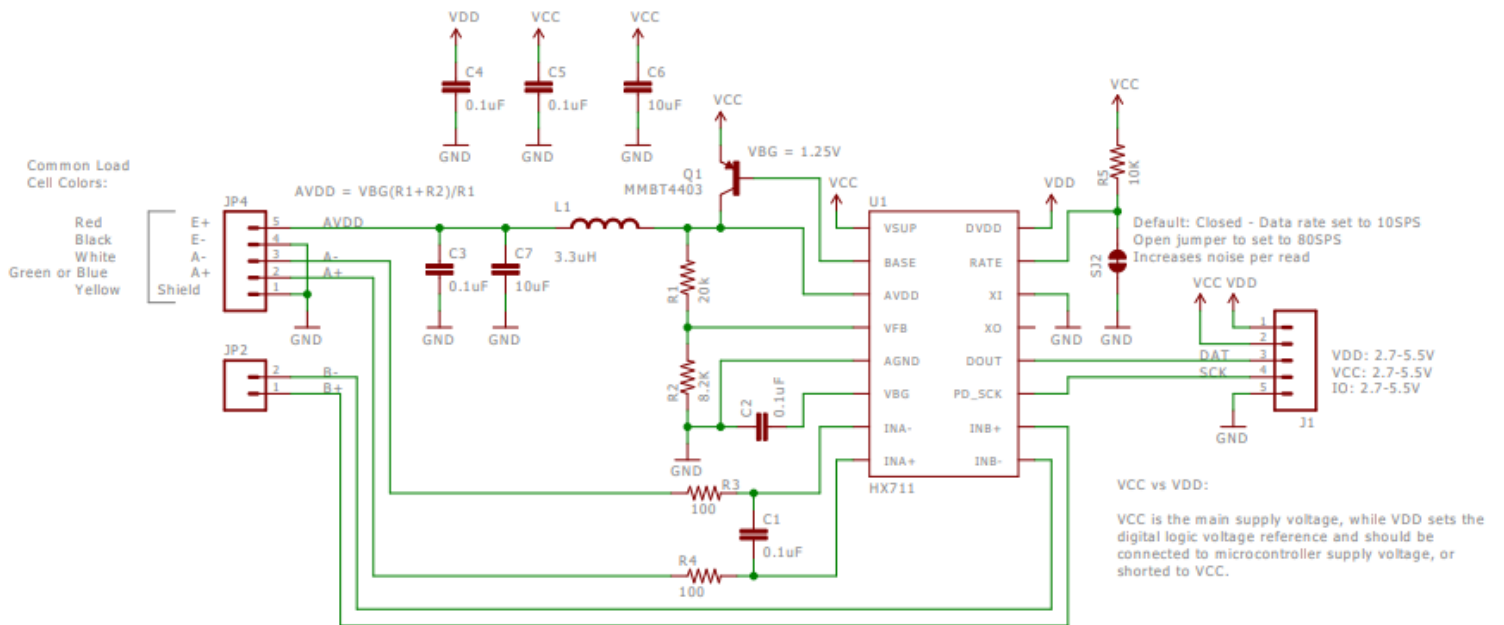 VDD
VCC
VCC
C4
0.1uF
C5
0.1uF
C6
10uF
GND
GND
GND
VCC
VBG = 1.25V
Q1
MMBT4403
VCC
R5
10K
Common Load
Cell Colors:
AVDD = VBG(R1+R2)/R1
JP4
Red E+ 5 AVDD
Black E- 4
White A- 3 A-
Green or Blue A+ 2 A+
Yellow Shield 1
GND
L1
3.3uH
C3
0.1uF
C7
10uF
GND
GND
R1
20k
R2
8.2K
C2
0.1uF
GND
VCC
U1
VDD
VSUP DVDD
BASE RATE
AVDD XI
VFB XO
AGND DOUT
VBG PD_SCK
INA- INB+
INA+ INB-
HX711
GND
SJ2
GND
Default: Closed - Data rate set to 10SPS
Open jumper to set to 80SPS
Increases noise per read
VCC VDD
1
2
DAT 3
SCK 4
5
GND
J1
VDD: 2.7-5.5V
VCC: 2.7-5.5V
IO: 2.7-5.5V
JP2
2 B-
1 B+
R3
100
C1
0.1uF
R4
100
VCC vs VDD:
VCC is the main supply voltage, while VDD sets the
digital logic voltage reference and should be
connected to microcontroller supply voltage, or
shorted to VCC.